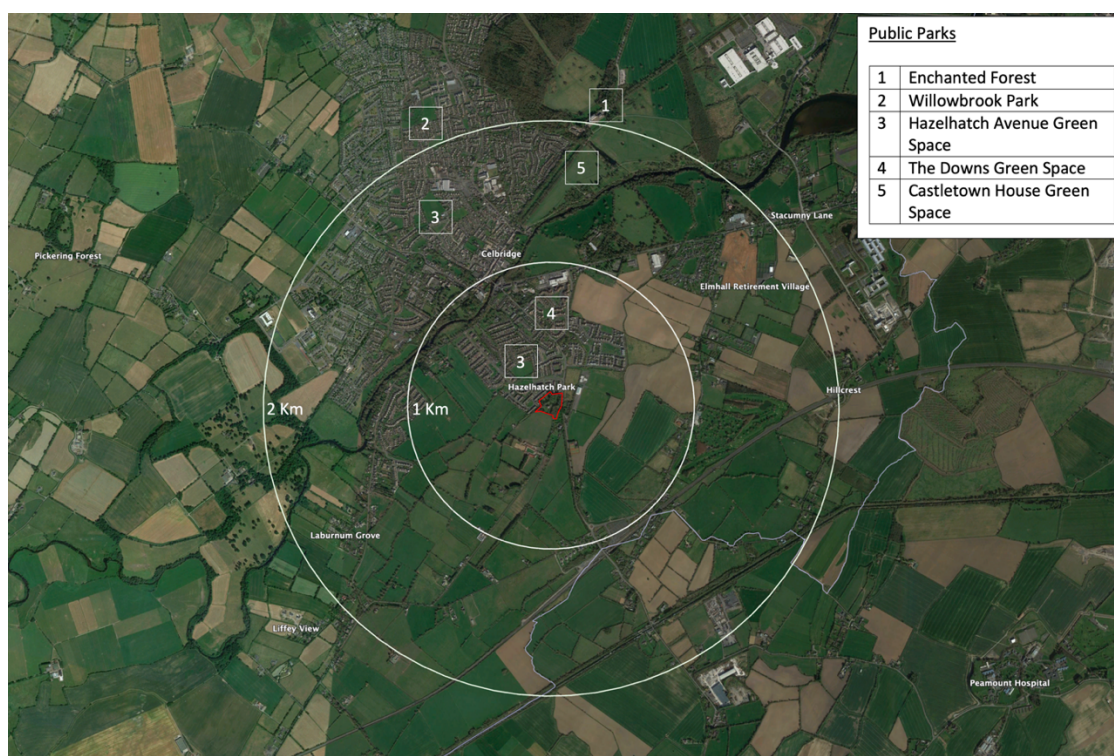 Public Parks
1 Enchanted Forest
2 Willowbrook Park
3 Hazelhatch Avenue Green
Space
4 The Downs Green Space
5 Castletown House Green
Space
1
2
5
3
Stacumny Lane
Pickering Forest
Celbridge
Elmhall Retirement Village
4
3
Hazelhatch Park
Hillcrest
2 Km
1 Km
Laburnum Grove
Liffey View
Peamount Hospital